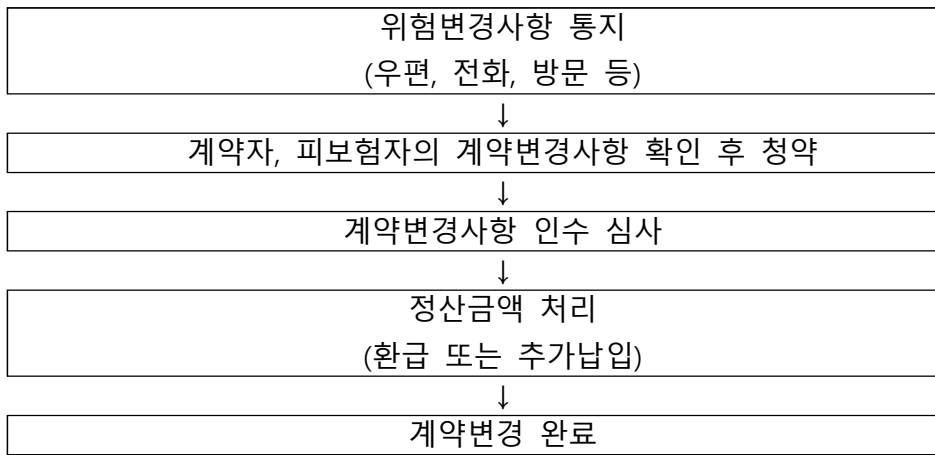 위험변경사항 통지
(우편, 전화, 방문 등)
↓
계약자, 피보험자의 계약변경사항 확인 후 청약
↓
계약변경사항 인수 심사
↓
정산금액 처리
(환급 또는 추가납입)
↓
계약변경 완료